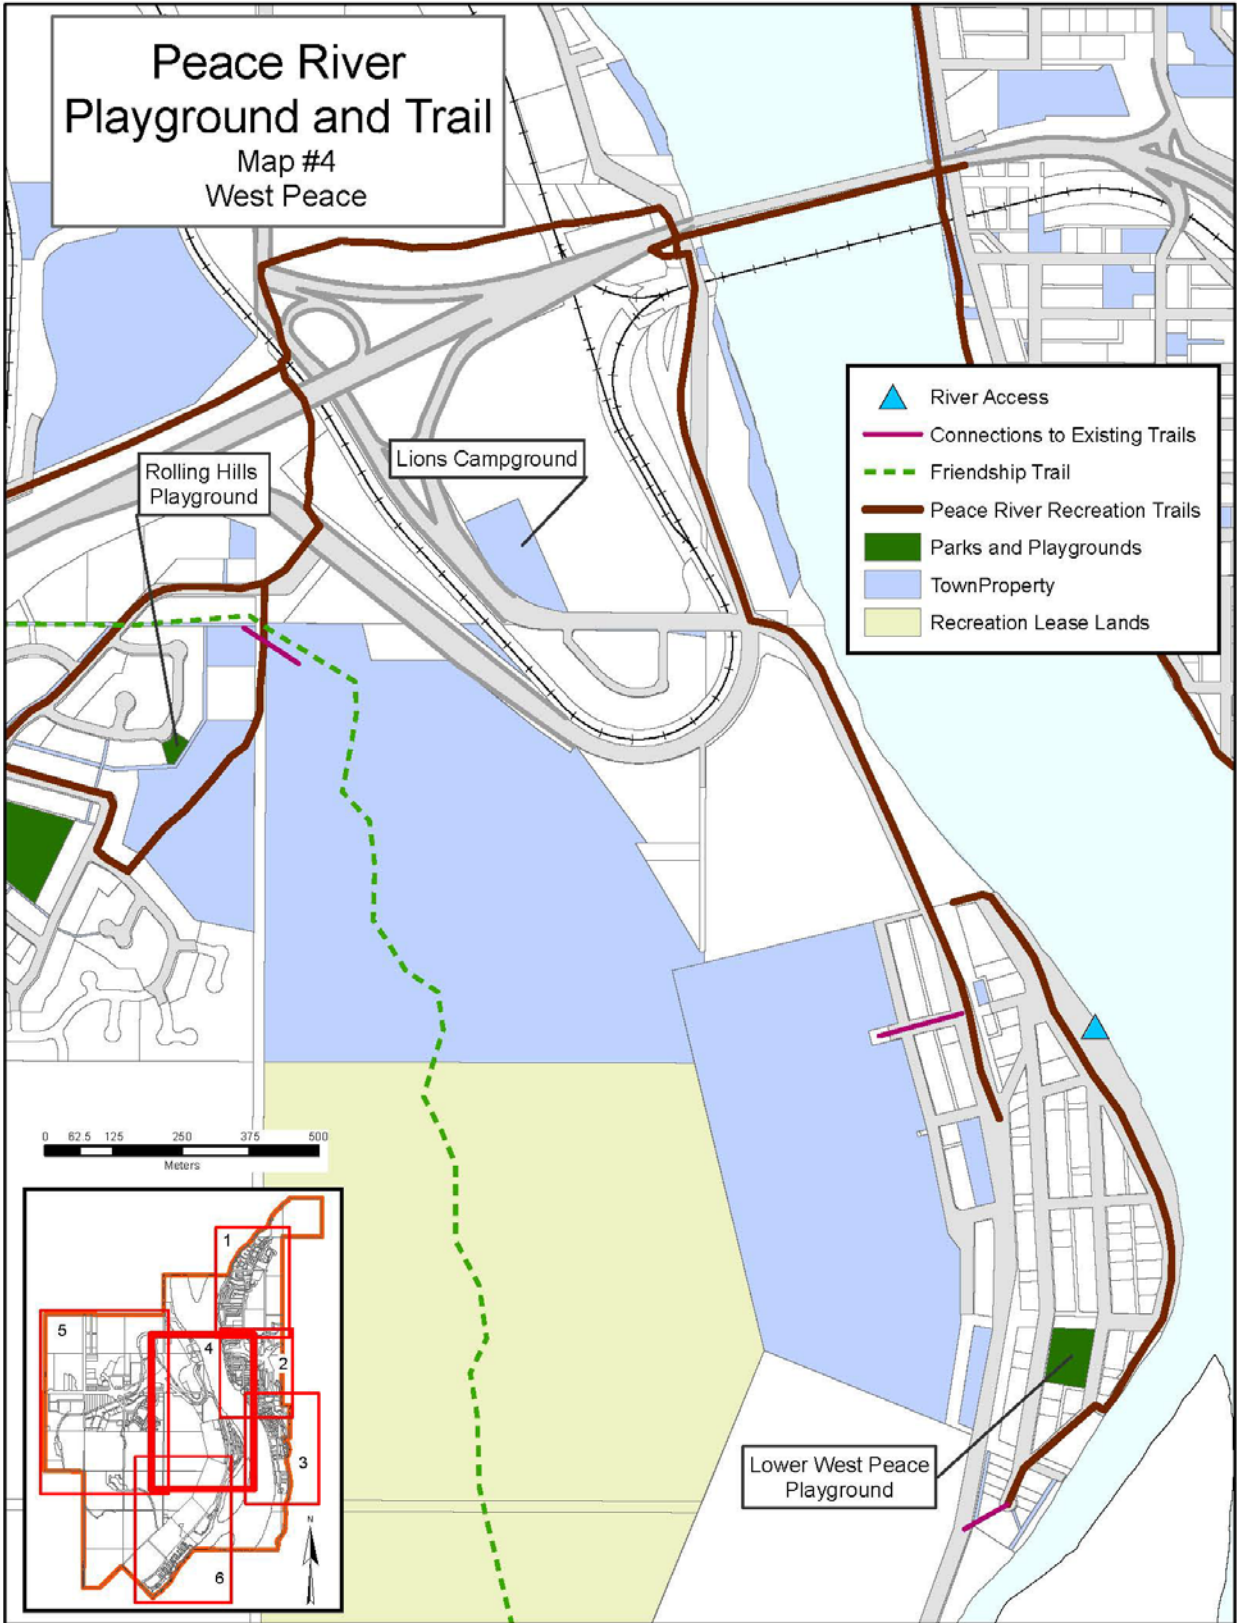 Peace River
Playground and Trail
Map #4
West Peace
River Access
Connections to Existing Trails
Friendship Trail
Peace River Recreation Trails
Parks and Playgrounds
TownProperty
Recreation Lease Lands
Lions Campground
Rolling Hills
Playground
0 62.5 125 250 375 500
Meters
1
5
4
2
3
6
N
Lower West Peace
Playground